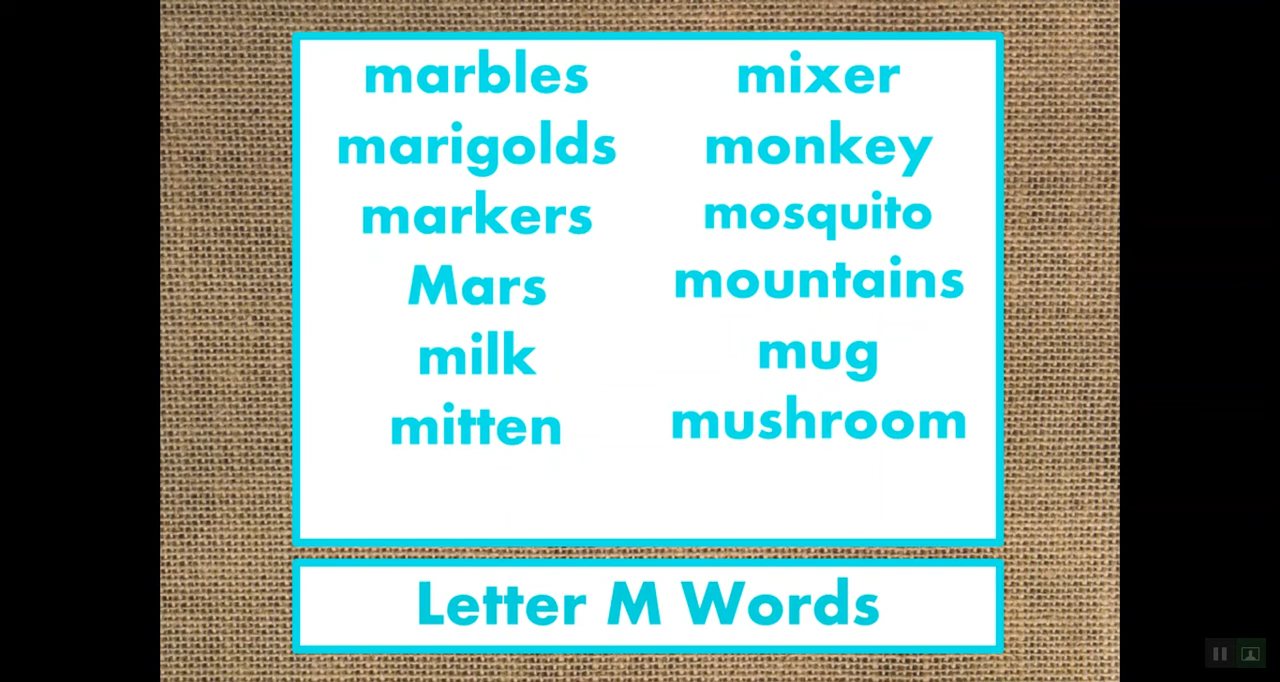 marbles
marigolds
markers
Mars
milk
mitten
mixer
monkey
mosquito
mountains
mug
mushroom
Letter M Words